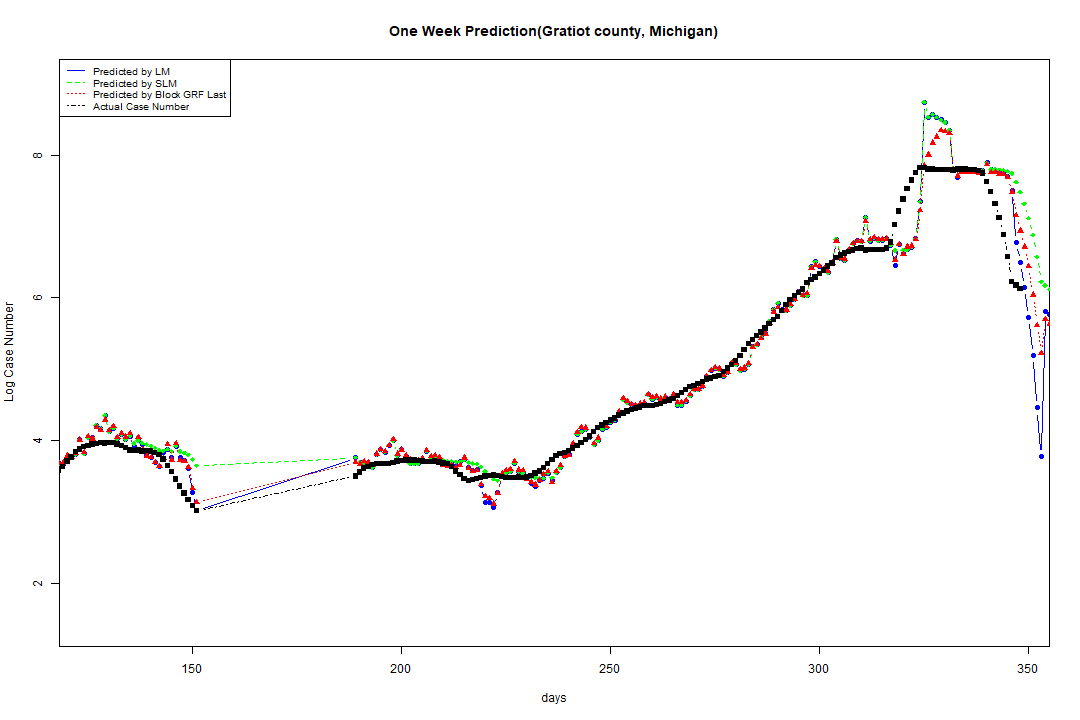 One Week Prediction(Gratiot county, Michigan)
Predicted by LM
Predicted by SLM
Predicted by Block GRF Last
Actual Case Number
8
6
4
2
Log Case Number
150 200 250 300 350
days